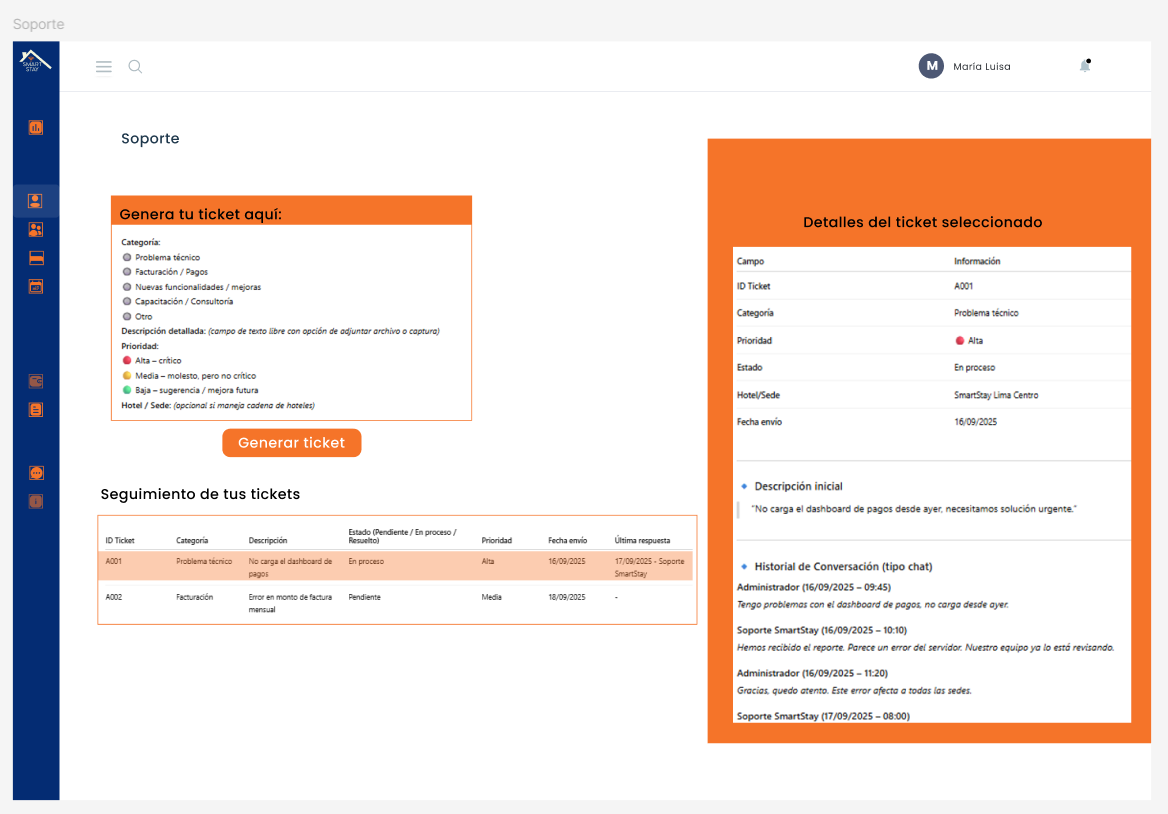 Soporte
SMART
STAY
M
María Luisa
Soporte
Genera tu ticket aquí:
Categoría:
Problema técnico
Facturación / Pagos
Nuevas funcionalidades / mejoras
Capacitación / Consultoría
Otro
Descripción detallada: (campo de texto libre con opción de adjuntar archivo o captura)
Prioridad:
Alta – crítico
Media – molesto, pero no crítico
Baja – sugerencia / mejora futura
Hotel / Sede: (opcional si maneja cadena de hoteles)
Generar ticket
Seguimiento de tus tickets
ID Ticket Categoría Descripción Estado (Pendiente / En proceso / Resuelto) Prioridad Fecha envío Última respuesta
A001 Problema técnico No carga el dashboard de pagos En proceso Alta 16/09/2025 17/09/2025 - Soporte SmartStay
A002 Facturación Error en monto de factura mensual Pendiente Media 18/09/2025 -
Detalles del ticket seleccionado
Campo Información
ID Ticket A001
Categoría Problema técnico
Prioridad Alta
Estado En proceso
Hotel/Sede SmartStay Lima Centro
Fecha envío 16/09/2025
Descripción inicial
"No carga el dashboard de pagos desde ayer, necesitamos solución urgente."
Historial de Conversación (tipo chat)
Administrador (16/09/2025 – 09:45)
Tengo problemas con el dashboard de pagos, no carga desde ayer.
Soporte SmartStay (16/09/2025 – 10:10)
Hemos recibido el reporte. Parece un error del servidor. Nuestro equipo ya lo está revisando.
Administrador (16/09/2025 – 11:20)
Gracias, quedo atento. Este error afecta a todas las sedes.
Soporte SmartStay (17/09/2025 – 08:00)